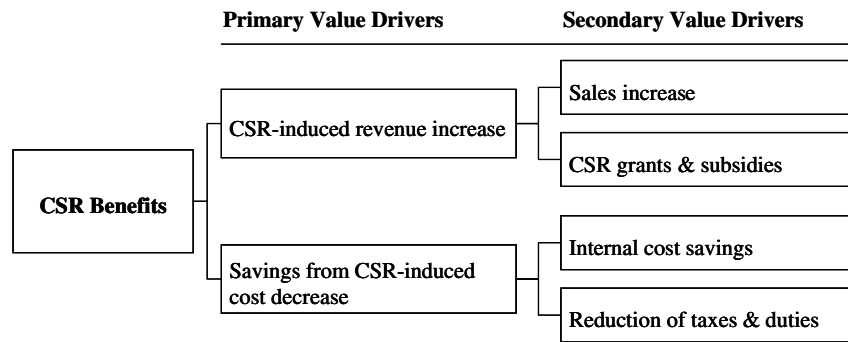 Primary Value Drivers
Secondary Value Drivers
CSR Benefits
CSR-induced revenue increase
Sales increase
CSR grants & subsidies
Savings from CSR-induced
cost decrease
Internal cost savings
Reduction of taxes & duties